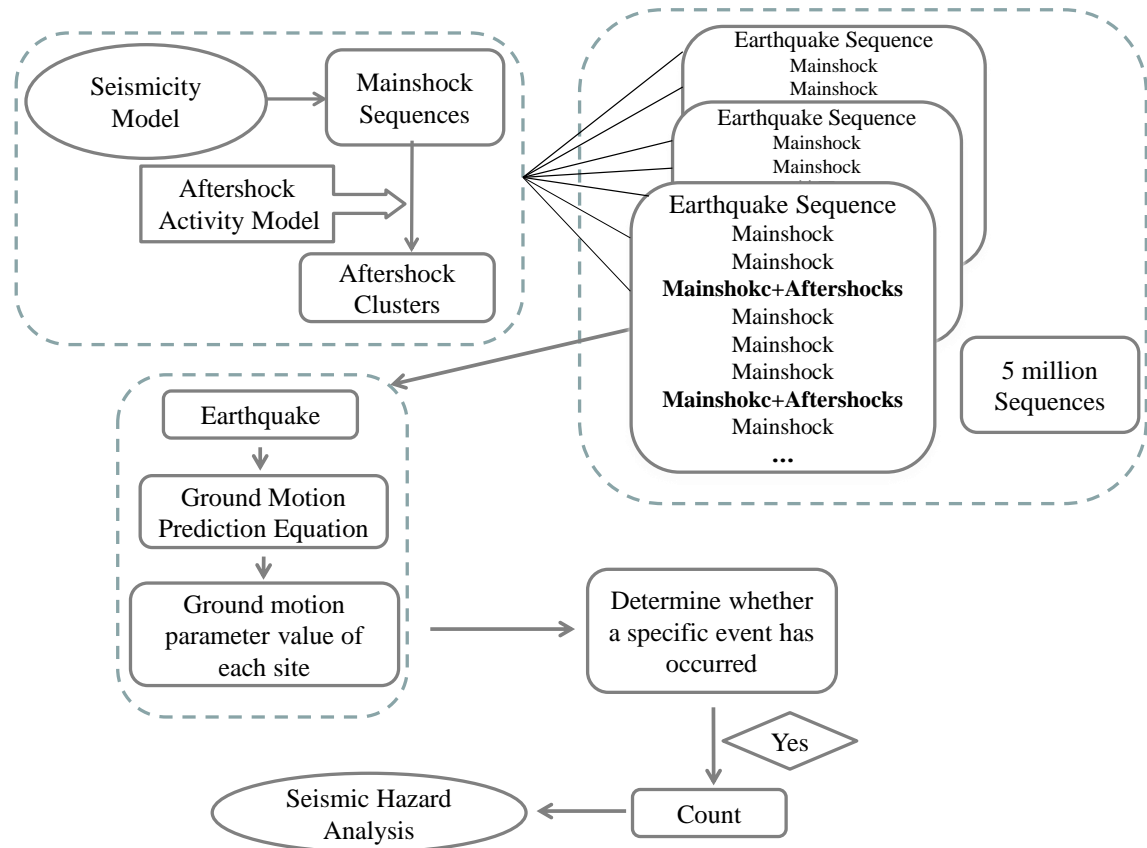 Seismicity
Model
Mainshock
Sequences
Aftershock
Activity Model
Aftershock
Clusters
Earthquake Sequence
Mainshock
Mainshock
Earthquake Sequence
Mainshock
Mainshock
Earthquake Sequence
Mainshock
Mainshock
Mainshokc+Aftershocks
Mainshock
Mainshock
Mainshock
Mainshokc+Aftershocks
Mainshock
...
5 million
Sequences
Earthquake
Ground Motion
Prediction Equation
Ground motion
parameter value of
each site
Determine whether
a specific event has
occurred
Yes
Count
Seismic Hazard
Analysis